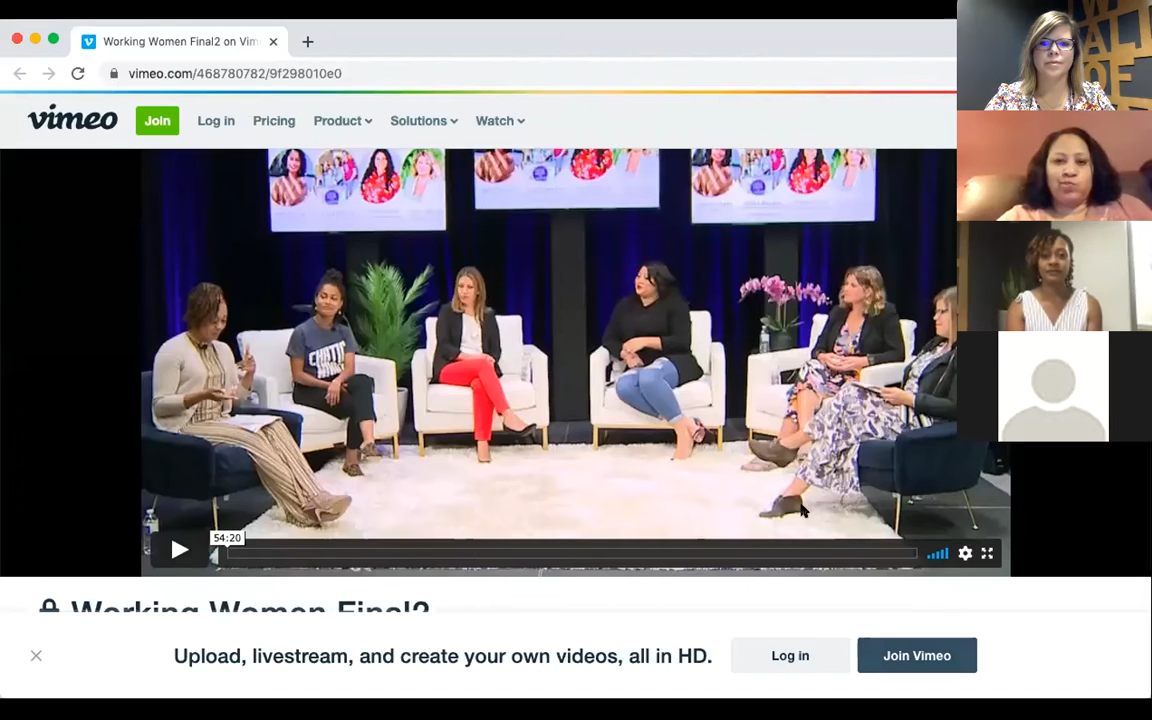 Working Women Final2 on Vim
vimeo.com/468780782/9f298010e0
vimeo
Join
Log in
Pricing
Product
Solutions
Watch
54:20
Working Women Final2
Upload, livestream, and create your own videos, all in HD.
Log in
Join Vimeo